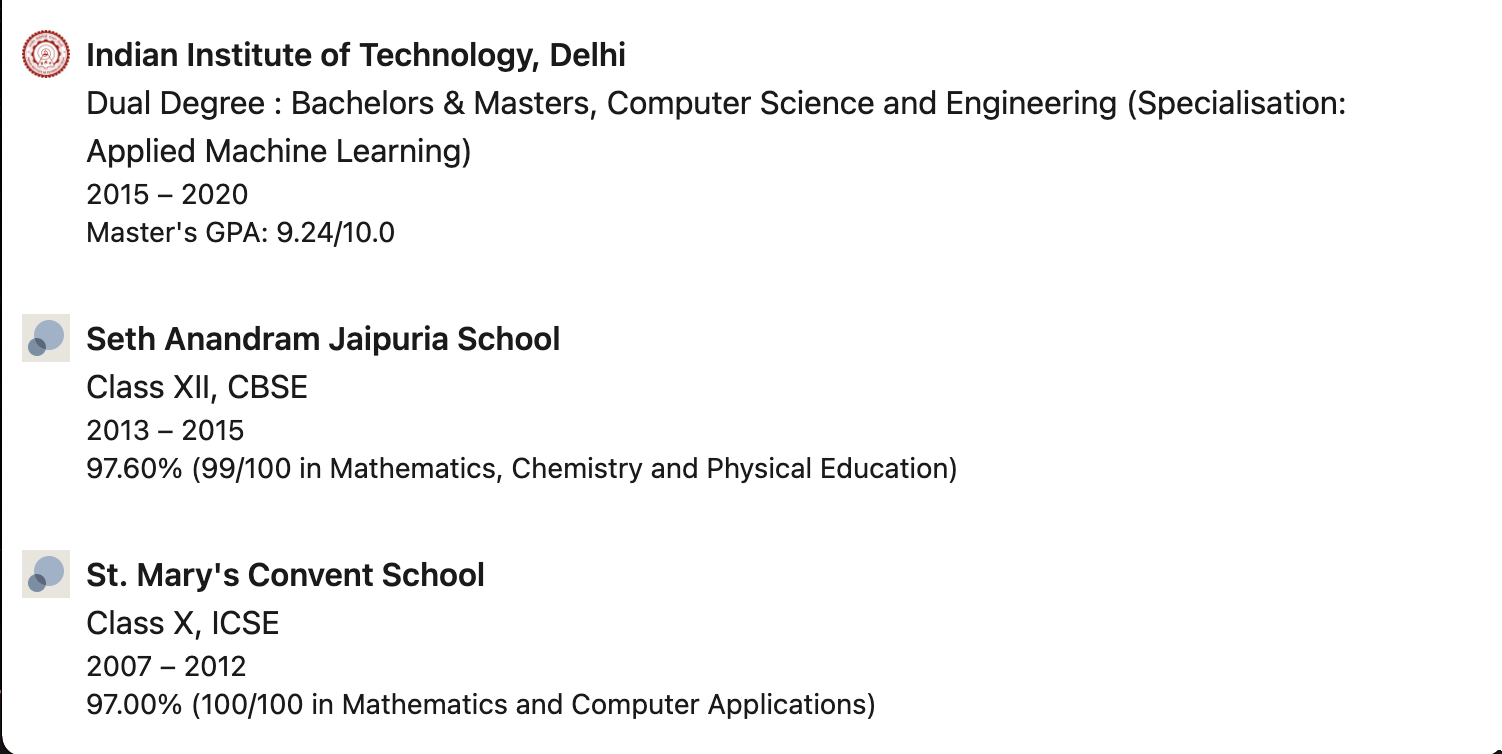 Indian Institute of Technology, Delhi
Dual Degree : Bachelors & Masters, Computer Science and Engineering (Specialisation:
Applied Machine Learning)
2015 – 2020
Master's GPA: 9.24/10.0
Seth Anandram Jaipuria School
Class XII, CBSE
2013 – 2015
97.60% (99/100 in Mathematics, Chemistry and Physical Education)
St. Mary's Convent School
Class X, ICSE
2007 – 2012
97.00% (100/100 in Mathematics and Computer Applications)